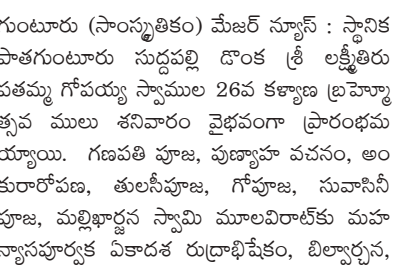 గుంటూరు (సాంస్కృతికం) మేజర్ న్యూస్ : స్థానిక
పాతగుంటూరు సుద్దపల్లి డొంక శ్రీ లక్ష్మీతిరు
పతమ్మ గోపయ్య స్వాముల 26వ కళ్యాణ బ్రహ్మో
త్సవ ములు శనివారం వైభవంగా ప్రారంభమ
య్యాయి. గణపతి పూజ, పుణ్యాహ వచనం, అం
కురారోపణ, తులసీపూజ, గోపూజ, సువాసినీ
పూజ, మల్లిఖార్జన స్వామి మూలవిరాట్‌కు మహ
న్యాసపూర్వక ఏకాదశ రుద్రాభిషేకం, బిల్వార్చన,